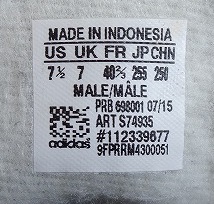 MADE IN INDONESIA
US UK FR JP CHN
7½ 7 40⅔ 255 250
MALE/MÂLE
PRB 698001 07/15
ART S74935
#112339677
adidas 9FPRRM4300051